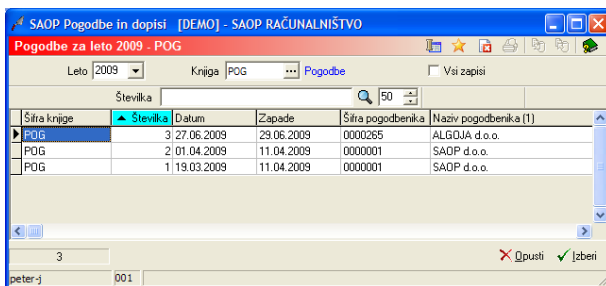 SAOP Pogodbe in dopisi [DEMO] - SAOP RAČUNALNIŠTVO
Pogodbe za leto 2009 - POG
Leto 2009 Knjiga POG ... Pogodbe Vsi zapisi
Številka 50
Šifra knjige Številka Datum Zapade Šifra pogodbenika Naziv pogodbenika (1)
POG 3 27.06.2009 29.06.2009 0000265 ALGOJA d.o.o.
POG 2 01.04.2009 11.04.2009 0000001 SAOP d.o.o.
POG 1 19.03.2009 11.04.2009 0000001 SAOP d.o.o.
3 Opusti Izberi
peter-j 001